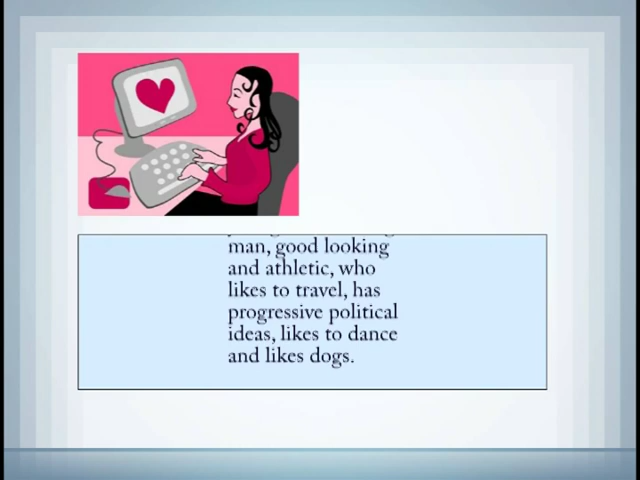 man, good looking
and athletic, who
likes to travel, has
progressive political
ideas, likes to dance
and likes dogs.